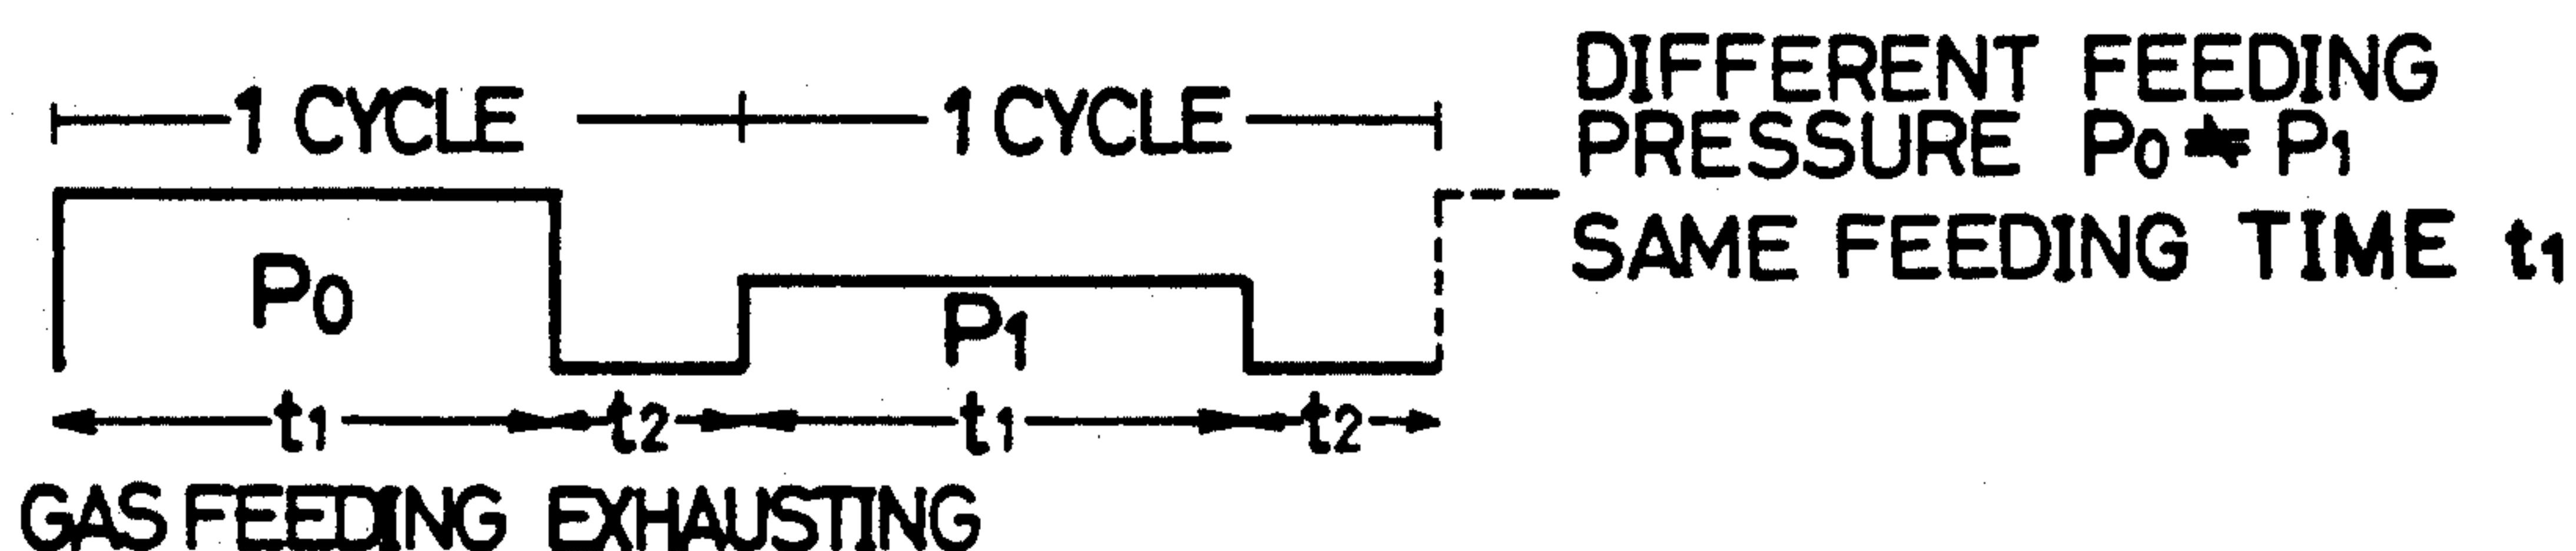 1 CYCLE 1 CYCLE
DIFFERENT FEEDING
PRESSURE P0 ≠ P1
SAME FEEDING TIME t1
P0 P1
t1 t2 t1 t2
GAS FEEDING EXHAUSTING